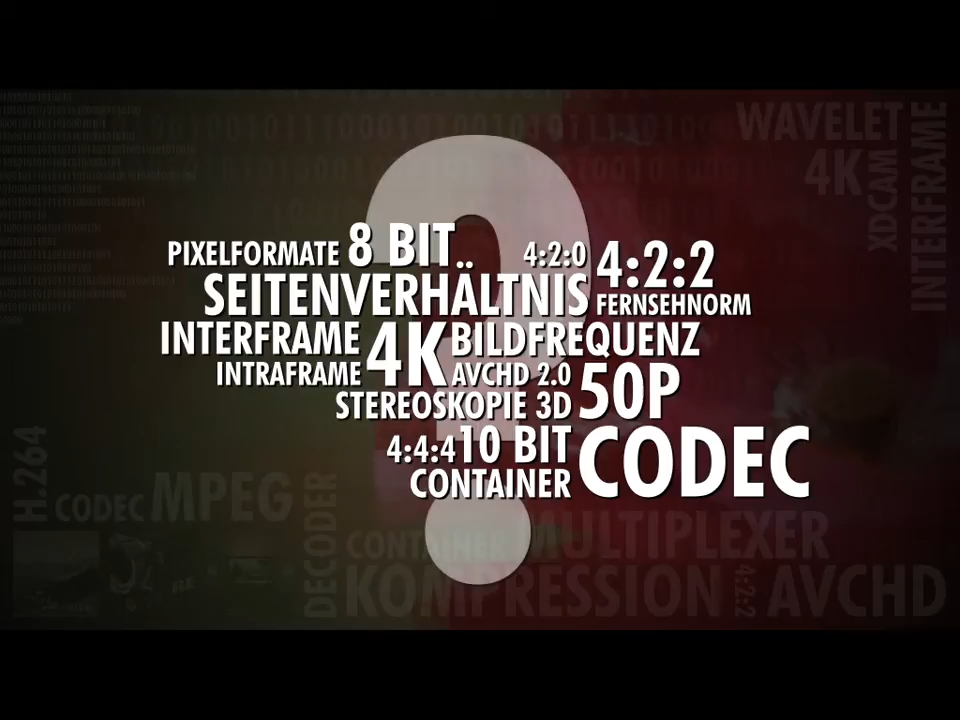 WAVELET
4K
XDCAM
INTERFRAME
PIXELFORMATE 8 BIT 4:2:0 4:2:2
SEITENVERHÄLTNIS FERNSEHNORM
INTERFRAME 4K BILDFREQUENZ
INTRAFRAME AVCHD 2.0 50P
STEREOSKOPIE 3D
4:4:4 10 BIT CODEC
CONTAINER
H.264
CODEC MPEG
DECODER
CONTAINER MULTIPLEXER
KOMPRESSION 4:2:2 AVCHD